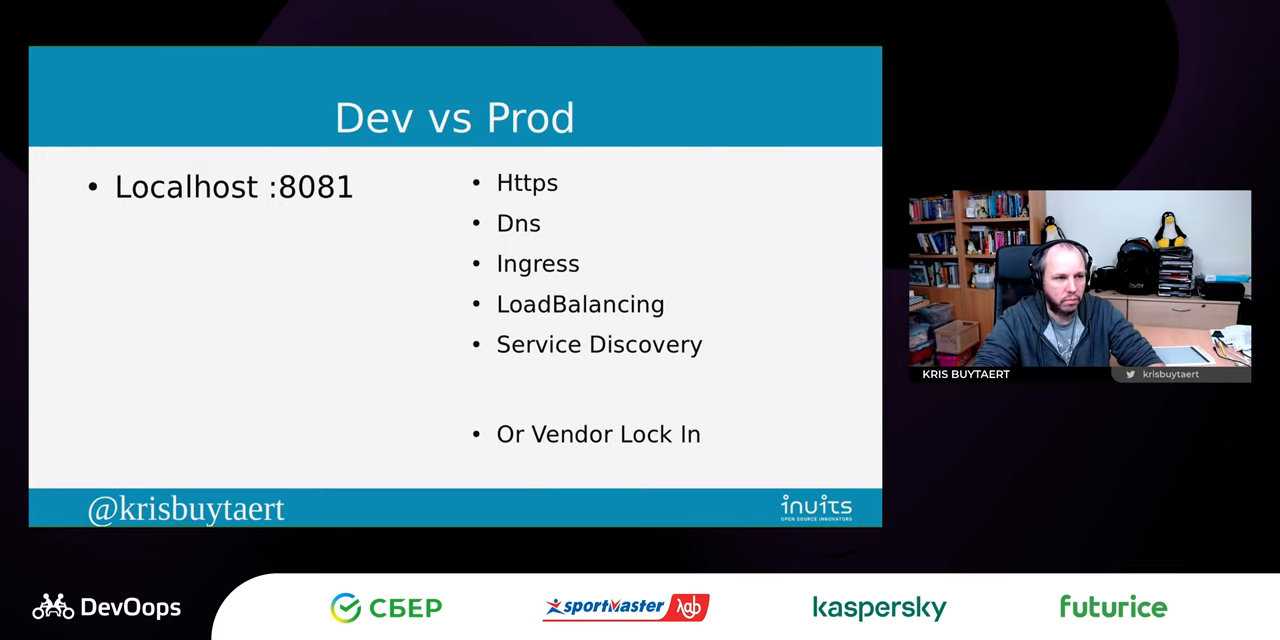 Dev vs Prod
• Localhost :8081
• Https
• Dns
• Ingress
• LoadBalancing
• Service Discovery
• Or Vendor Lock In
@krisbuytaert
inuits
OPEN SOURCE INNOVATORS
KRIS BUYTAERT
krisbuytaert
DevOops
СБЕР
sportmaster
лаб
kaspersky
futurice